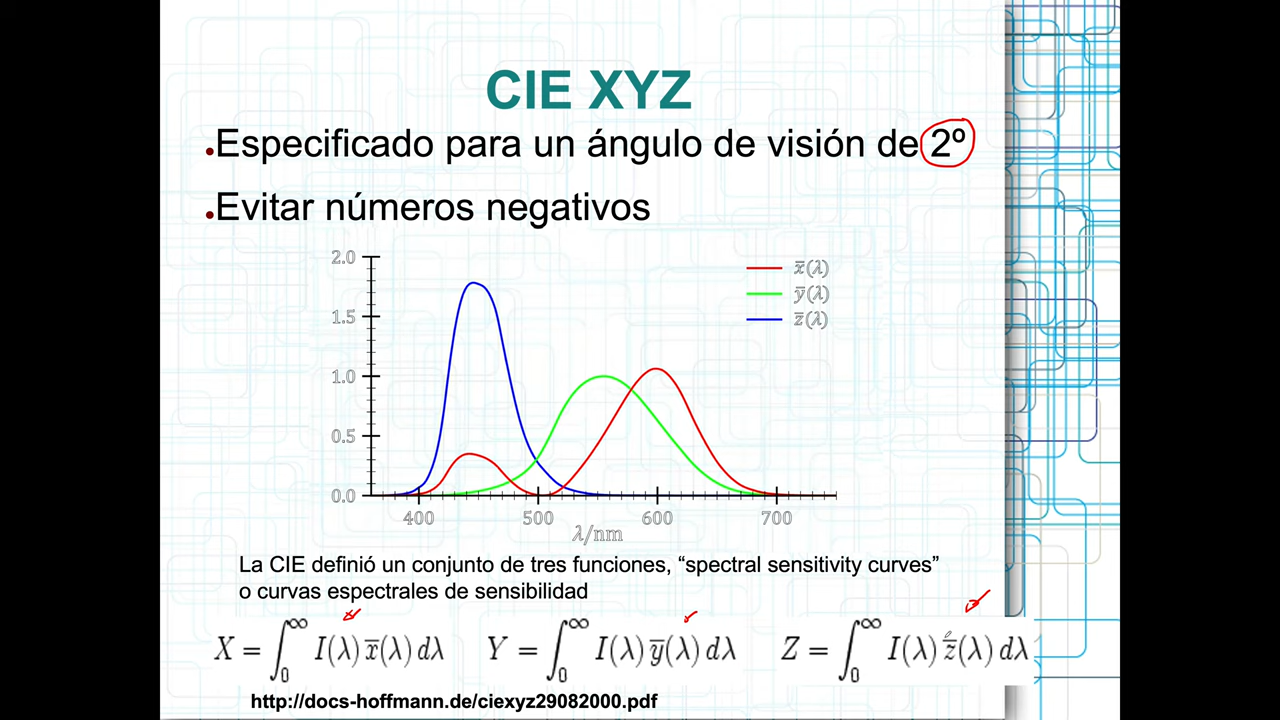 CIE XYZ
•Especificado para un ángulo de visión de 2º
•Evitar números negativos
2.0
1.5
1.0
0.5
0.0
400 500 600 700
λ/nm
x̅(λ)
y̅(λ)
z̅(λ)
La CIE definió un conjunto de tres funciones, “spectral sensitivity curves”
o curvas espectrales de sensibilidad
X = ∫₀^∞ I(λ) x̅(λ) dλ   Y = ∫₀^∞ I(λ) y̅(λ) dλ   Z = ∫₀^∞ I(λ) z̅(λ) dλ
http://docs-hoffmann.de/ciexyz29082000.pdf